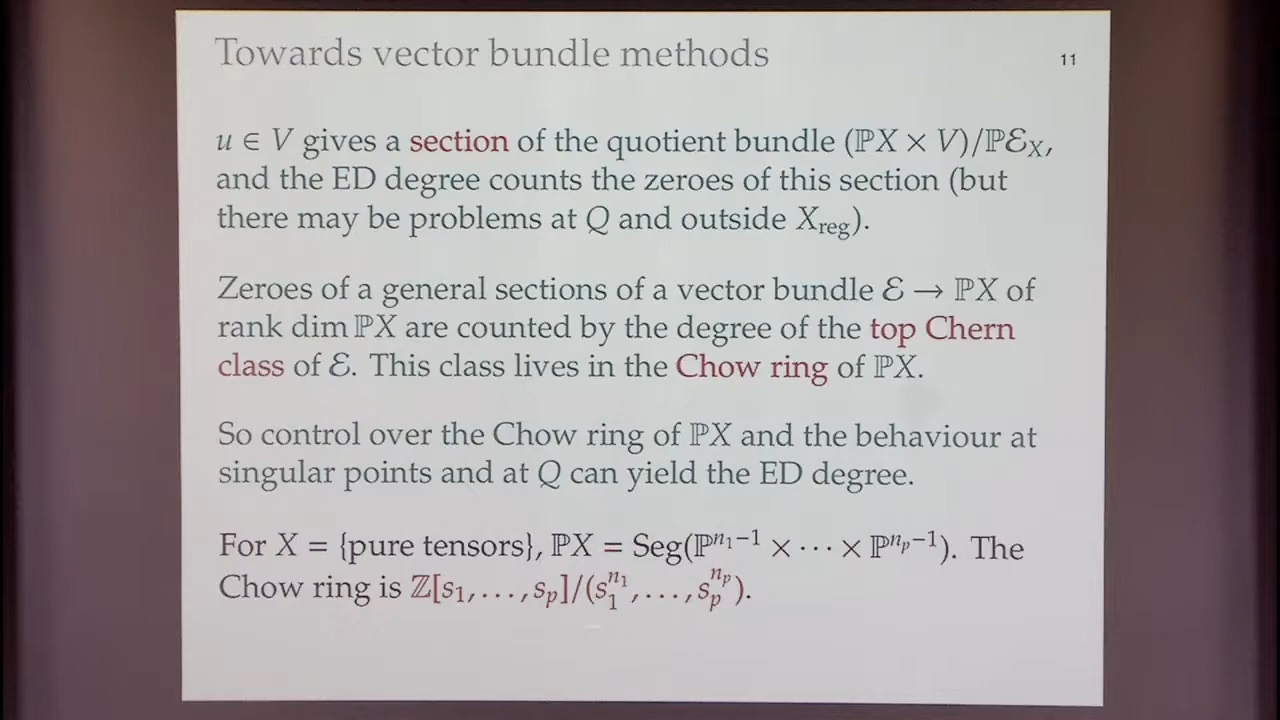 Towards vector bundle methods
11
u ∈ V gives a section of the quotient bundle (ℙX × V)/ℙℰ_X,
and the ED degree counts the zeroes of this section (but
there may be problems at Q and outside X_reg).
Zeroes of a general sections of a vector bundle ℰ → ℙX of
rank dim ℙX are counted by the degree of the top Chern
class of ℰ. This class lives in the Chow ring of ℙX.
So control over the Chow ring of ℙX and the behaviour at
singular points and at Q can yield the ED degree.
For X = {pure tensors}, ℙX = Seg(ℙ^{n_1−1} × ⋯ × ℙ^{n_p−1}). The
Chow ring is ℤ[s_1, . . . , s_p]/(s_1^{n_1}, . . . , s_p^{n_p}).